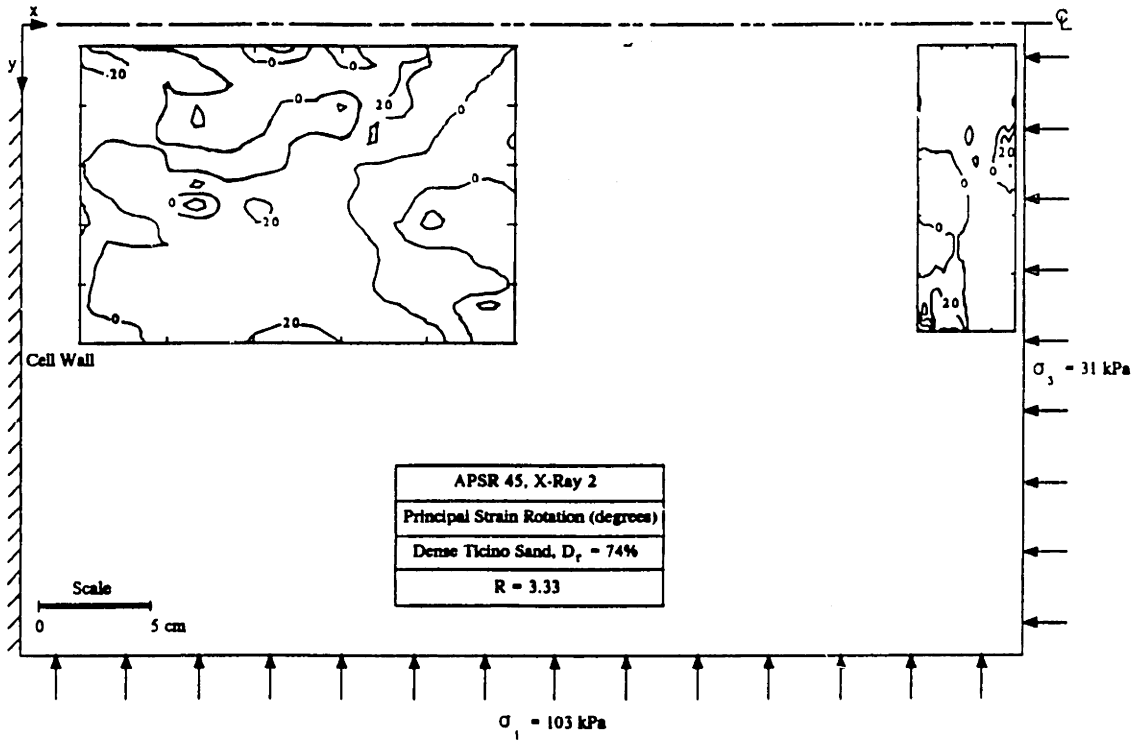 x
y
℄
-20
0
0
0
20
0
0
0
-20
0
20
20
0
0
0
20
Cell Wall
σ3 = 31 kPa
APSR 45, X-Ray 2
Principal Strain Rotation (degrees)
Dense Ticino Sand, Dr = 74%
R = 3.33
Scale
0 5 cm
σ1 = 103 kPa